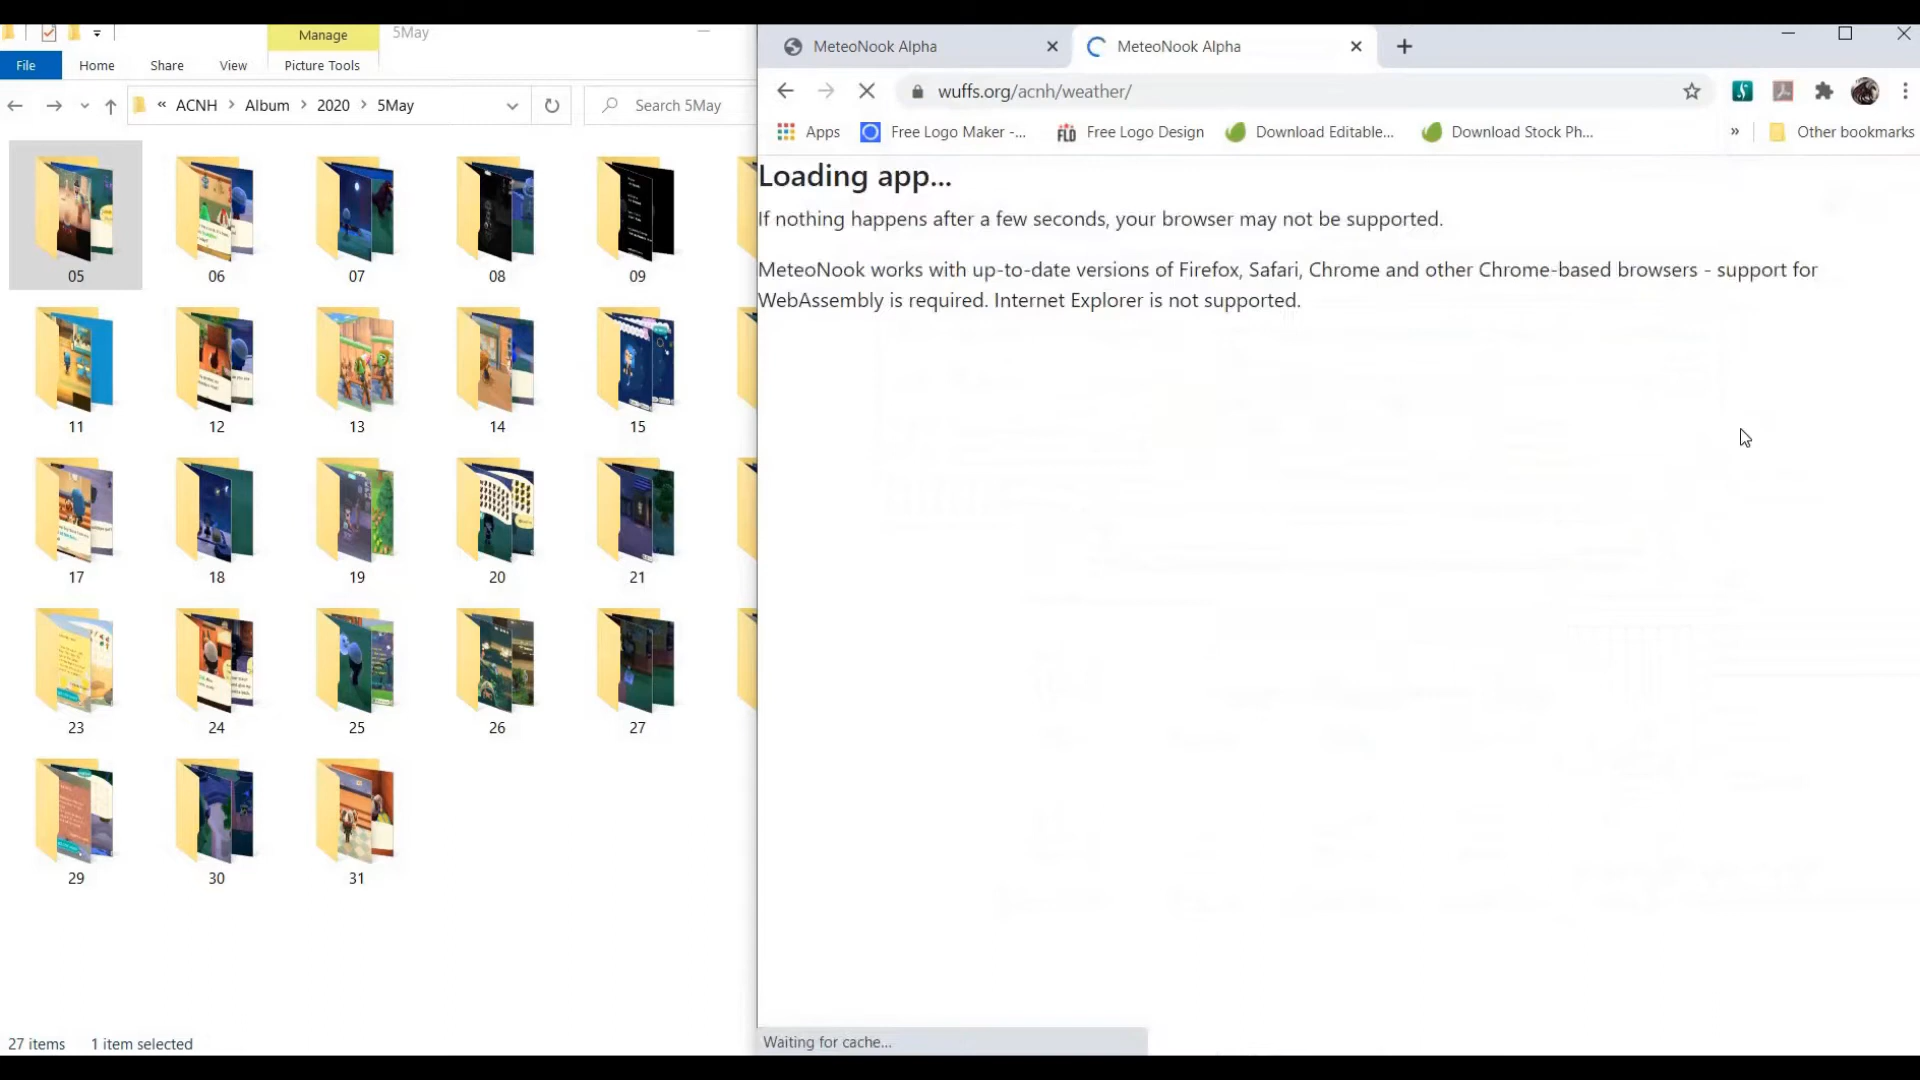 Manage
5May
File
Home
Share
View
Picture Tools
« ACNH > Album > 2020 > 5May
Search 5May
05
06
07
08
09
11
12
13
14
15
17
18
19
20
21
23
24
25
26
27
29
30
31
27 items
1 item selected
MeteoNook Alpha
MeteoNook Alpha
wuffs.org/acnh/weather/
Apps
Free Logo Maker -...
FLD
Free Logo Design
Download Editable...
Download Stock Ph...
»
Other bookmarks
Loading app...
If nothing happens after a few seconds, your browser may not be supported.
MeteoNook works with up-to-date versions of Firefox, Safari, Chrome and other Chrome-based browsers - support for
WebAssembly is required. Internet Explorer is not supported.
Waiting for cache...